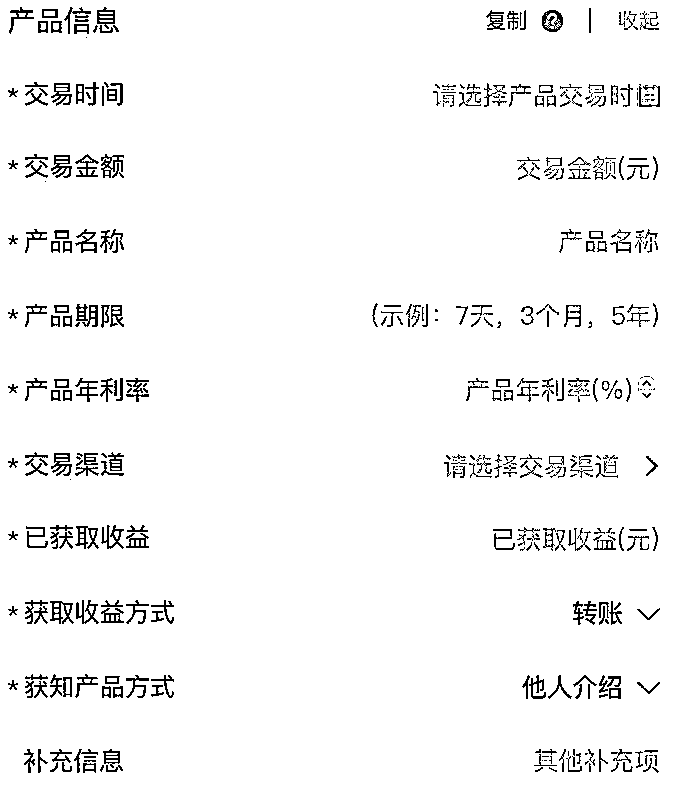 产品信息 复制 ? | 收起
* 交易时间 请选择产品交易时间
* 交易金额 交易金额(元)
* 产品名称 产品名称
* 产品期限 (示例：7天，3个月，5年)
* 产品年利率 产品年利率(%)
* 交易渠道 请选择交易渠道
* 已获取收益 已获取收益(元)
* 获取收益方式 转账
* 获知产品方式 他人介绍
补充信息 其他补充项